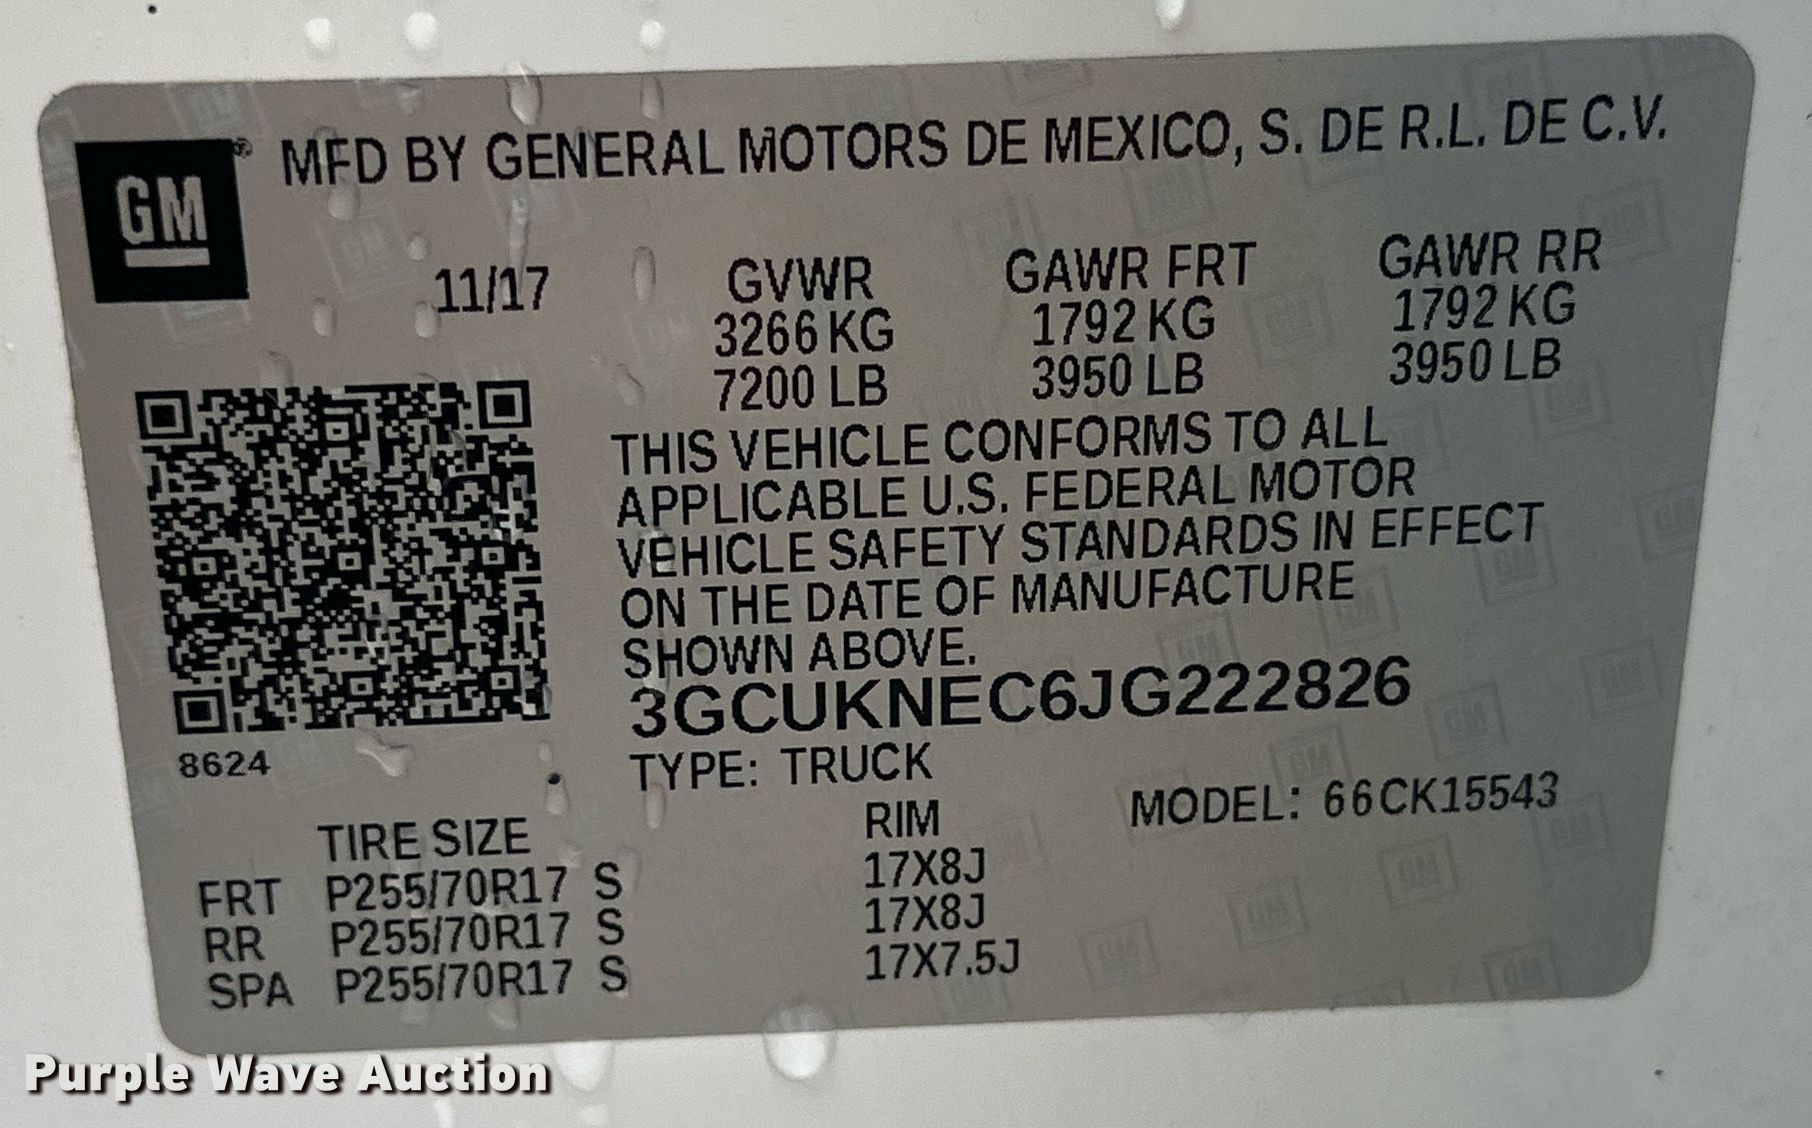 GM
MFD BY GENERAL MOTORS DE MEXICO, S. DE R.L. DE C.V.
11/17 GVWR GAWR FRT GAWR RR
3266 KG 1792 KG 1792 KG
7200 LB 3950 LB 3950 LB
THIS VEHICLE CONFORMS TO ALL
APPLICABLE U.S. FEDERAL MOTOR
VEHICLE SAFETY STANDARDS IN EFFECT
ON THE DATE OF MANUFACTURE
SHOWN ABOVE.
3GCUKNEC6JG222826
8624
TYPE: TRUCK
MODEL: 66CK15543
TIRE SIZE RIM
FRT P255/70R17 S 17X8J
RR P255/70R17 S 17X8J
SPA P255/70R17 S 17X7.5J
Purple Wave Auction